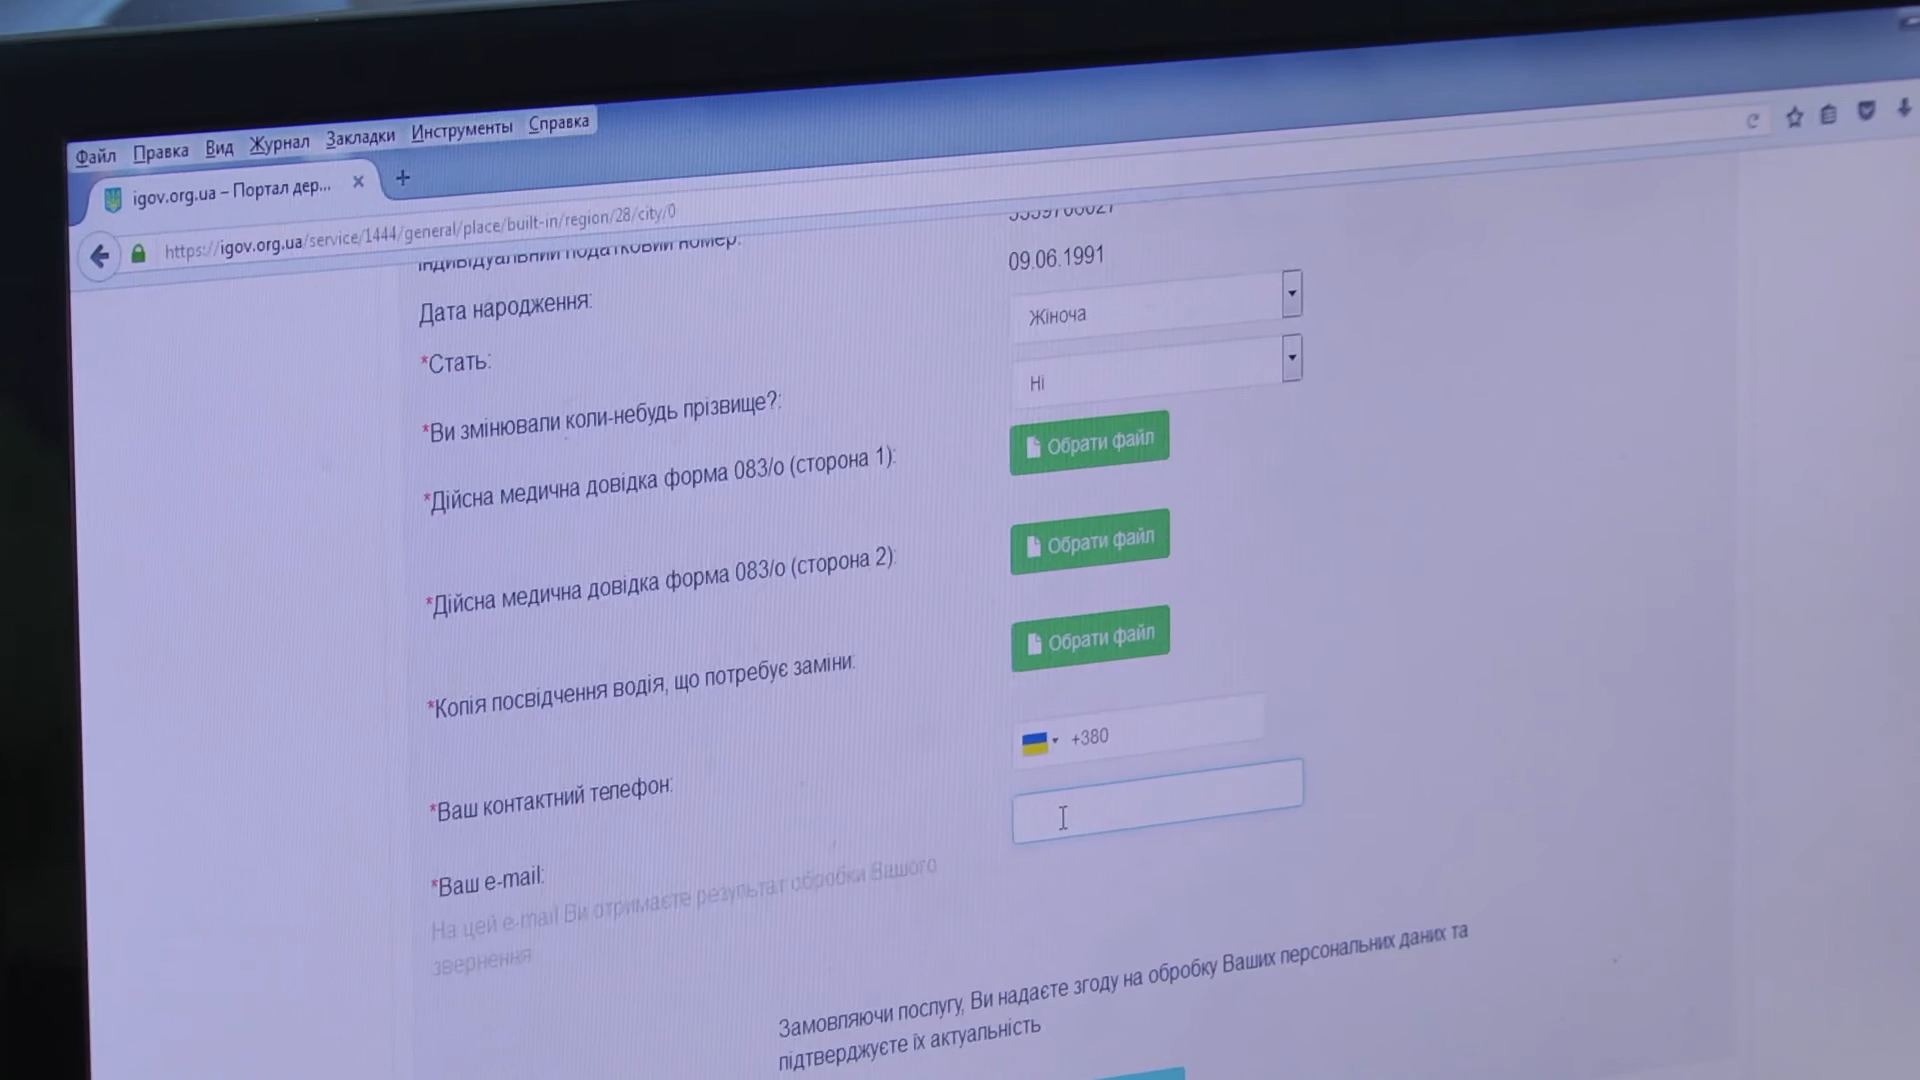 Файл Правка Вид Журнал Закладки Инструменты Справка
igov.org.ua – Портал дер...
https://igov.org.ua/service/1444/general/place/built-in/region/28/city/0
Індивідуальний податковий номер:
Дата народження: 09.06.1991
*Стать: Жіноча
*Ви змінювали коли-небудь прізвище?: Ні
*Дійсна медична довідка форма 083/о (сторона 1): Обрати файл
*Дійсна медична довідка форма 083/о (сторона 2): Обрати файл
*Копія посвідчення водія, що потребує заміни: Обрати файл
*Ваш контактний телефон: +380
*Ваш e-mail:
На цей e-mail Ви отримаєте результат обробки Вашого
звернення
Замовляючи послугу, Ви надаєте згоду на обробку Ваших персональних даних та
підтверджуєте їх актуальність